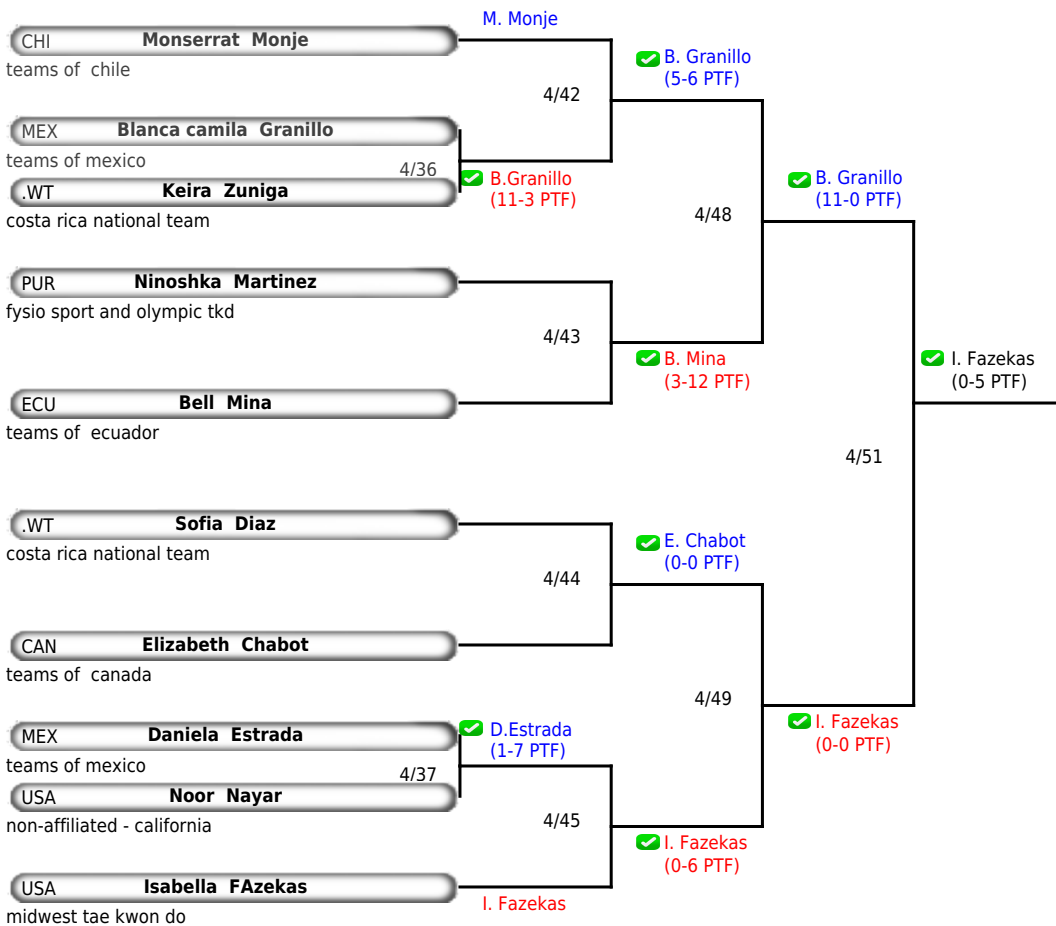 M. Monje
CHI Monserrat Monje
teams of chile
B. Granillo
(5-6 PTF)
4/42
MEX Blanca camila Granillo
teams of mexico
4/36
B.Granillo
(11-3 PTF)
.WT Keira Zuniga
costa rica national team
B. Granillo
(11-0 PTF)
4/48
PUR Ninoshka Martinez
fysio sport and olympic tkd
4/43
B. Mina
(3-12 PTF)
I. Fazekas
(0-5 PTF)
ECU Bell Mina
teams of ecuador
4/51
.WT Sofia Diaz
costa rica national team
E. Chabot
(0-0 PTF)
4/44
CAN Elizabeth Chabot
teams of canada
4/49
I. Fazekas
(0-0 PTF)
MEX Daniela Estrada
teams of mexico
D.Estrada
(1-7 PTF)
4/37
USA Noor Nayar
non-affiliated - california
4/45
I. Fazekas
(0-6 PTF)
USA Isabella FAzekas
midwest tae kwon do
I. Fazekas